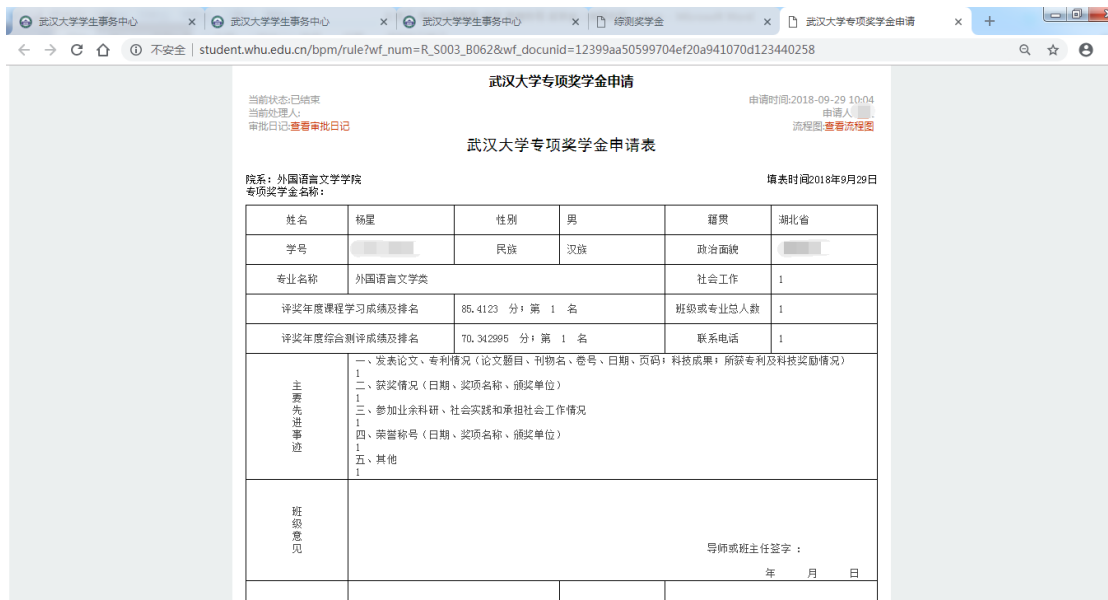 武汉大学学生事务中心 × 武汉大学学生事务中心 × 武汉大学学生事务中心 × 综测奖学金 × 武汉大学专项奖学金申请 × +
不安全 | student.whu.edu.cn/bpm/rule?wf_num=R_S003_B062&wf_docunid=12399aa50599704ef20a941070d123440258
武汉大学专项奖学金申请
当前状态:已结束 申请时间:2018-09-29 10:04
当前处理人: 申请人
审批日记:查看审批日记 流程图:查看流程图
武汉大学专项奖学金申请表
院系：外国语言文学学院 填表时间2018年9月29日
专项奖学金名称：
姓名 杨星 性别 男 籍贯 湖北省
学号 民族 汉族 政治面貌
专业名称 外国语言文学类 社会工作 1
评奖年度课程学习成绩及排名 85.4123 分；第 1 名 班级或专业总人数 1
评奖年度综合测评成绩及排名 70.342995 分；第 1 名 联系电话 1
主要先进事迹
一、发表论文、专利情况（论文题目、刊物名、卷号、日期、页码；科技成果；所获专利及科技奖励情况）
1
二、获奖情况（日期、奖项名称、颁奖单位）
1
三、参加业余科研、社会实践和承担社会工作情况
1
四、荣誉称号（日期、奖项名称、颁奖单位）
1
五、其他
1
班级意见
导师或班主任签字：
年 月 日